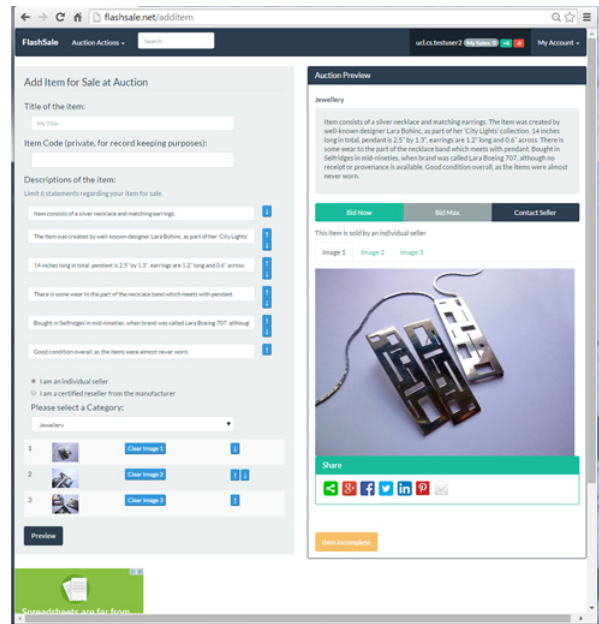 flashsale.net/additem
FlashSale Auction Actions Search ucl.cs.testuser2 My Sales: 0 My Account
Add Item for Sale at Auction
Title of the item:
My Title
Item Code (private, for record keeping purposes):
Descriptions of the item:
Limit 6 statements regarding your item for sale.
Item consists of a silver necklace and matching earrings.
The item was created by well-known designer Lara Bohinc, as part of her 'City Lights'
14 inches long in total, pendant is 2.5" by 1.3", earrings are 1.2" long and 0.6" across.
There is some wear to the part of the necklace band which meets with pendant.
Bought in Selfridges in mid-nineties, when brand was called Lara Boeing 707, althoug
Good condition overall, as the items were almost never worn.
I am an individual seller
I am a certified reseller from the manufacturer
Please select a Category:
Jewellery
1 Clear Image 1
2 Clear Image 2
3 Clear Image 3
Preview
Spreadsheets are far from
Auction Preview
Jewellery
Item consists of a silver necklace and matching earrings. The item was created by
well-known designer Lara Bohinc, as part of her 'City Lights' collection. 14 inches
long in total, pendant is 2.5" by 1.3", earrings are 1.2" long and 0.6" across. There is
some wear to the part of the necklace band which meets with pendant. Bought in
Selfridges in mid-nineties, when brand was called Lara Boeing 707, although no
receipt or provenance is available. Good condition overall, as the items were almost
never worn.
Bid Now Bid Max Contact Seller
This item is sold by an individual seller
Image 1 Image 2 Image 3
Share
Item Incomplete